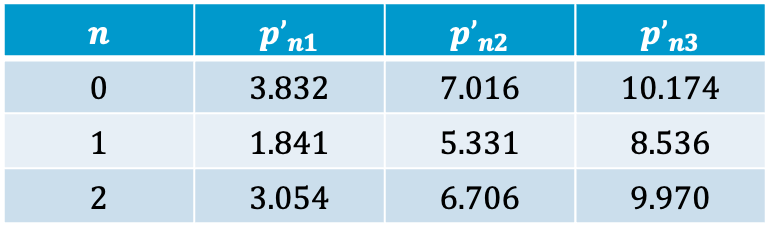 n p'n1 p'n2 p'n3
0 3.832 7.016 10.174
1 1.841 5.331 8.536
2 3.054 6.706 9.970